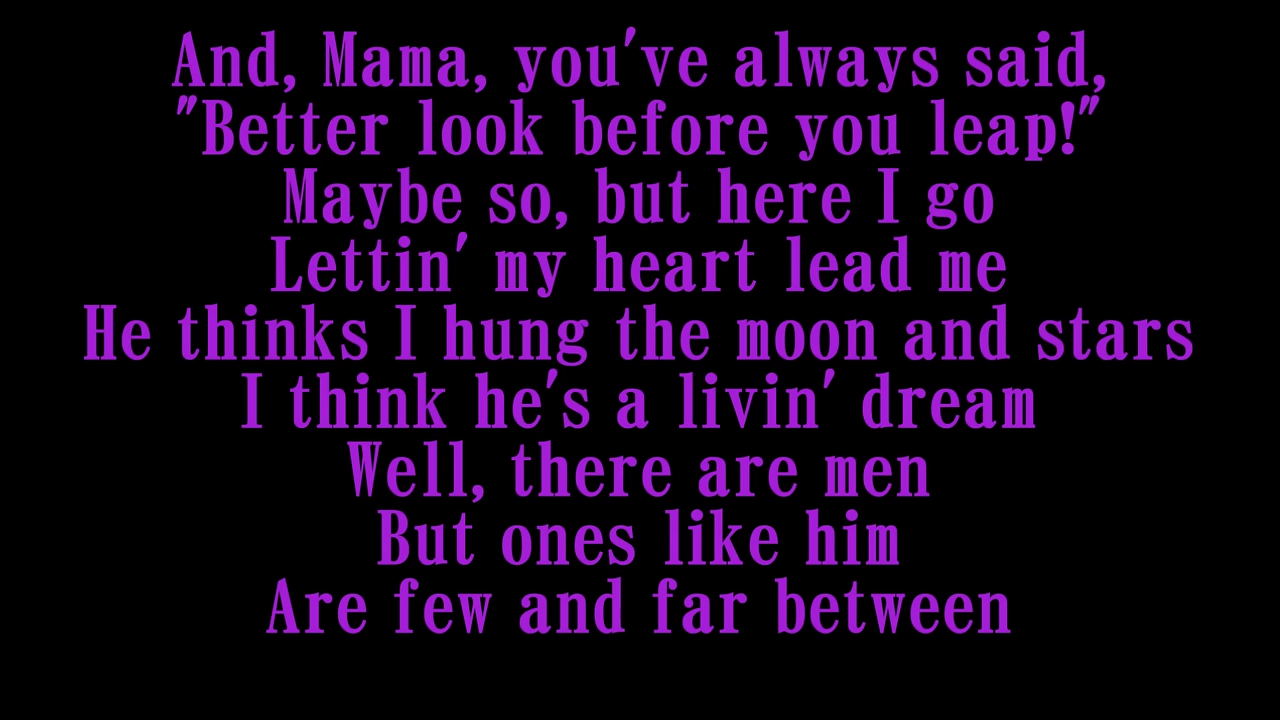 And, Mama, you've always said,
"Better look before you leap!"
Maybe so, but here I go
Lettin' my heart lead me
He thinks I hung the moon and stars
I think he's a livin' dream
Well, there are men
But ones like him
Are few and far between